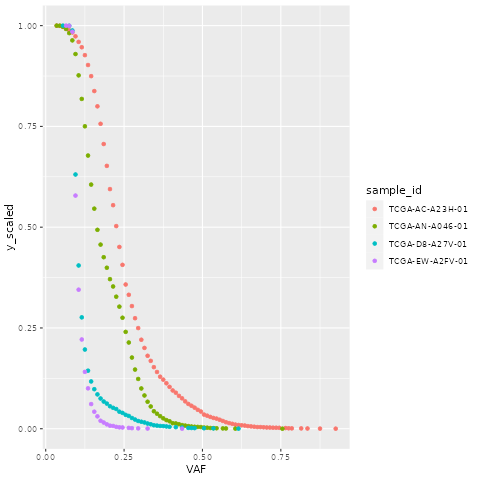 1.00
0.75
0.50
0.25
0.00
y_scaled
0.00
0.25
0.50
0.75
VAF
sample_id
TCGA-AC-A23H-01
TCGA-AN-A046-01
TCGA-D8-A27V-01
TCGA-EW-A2FV-01